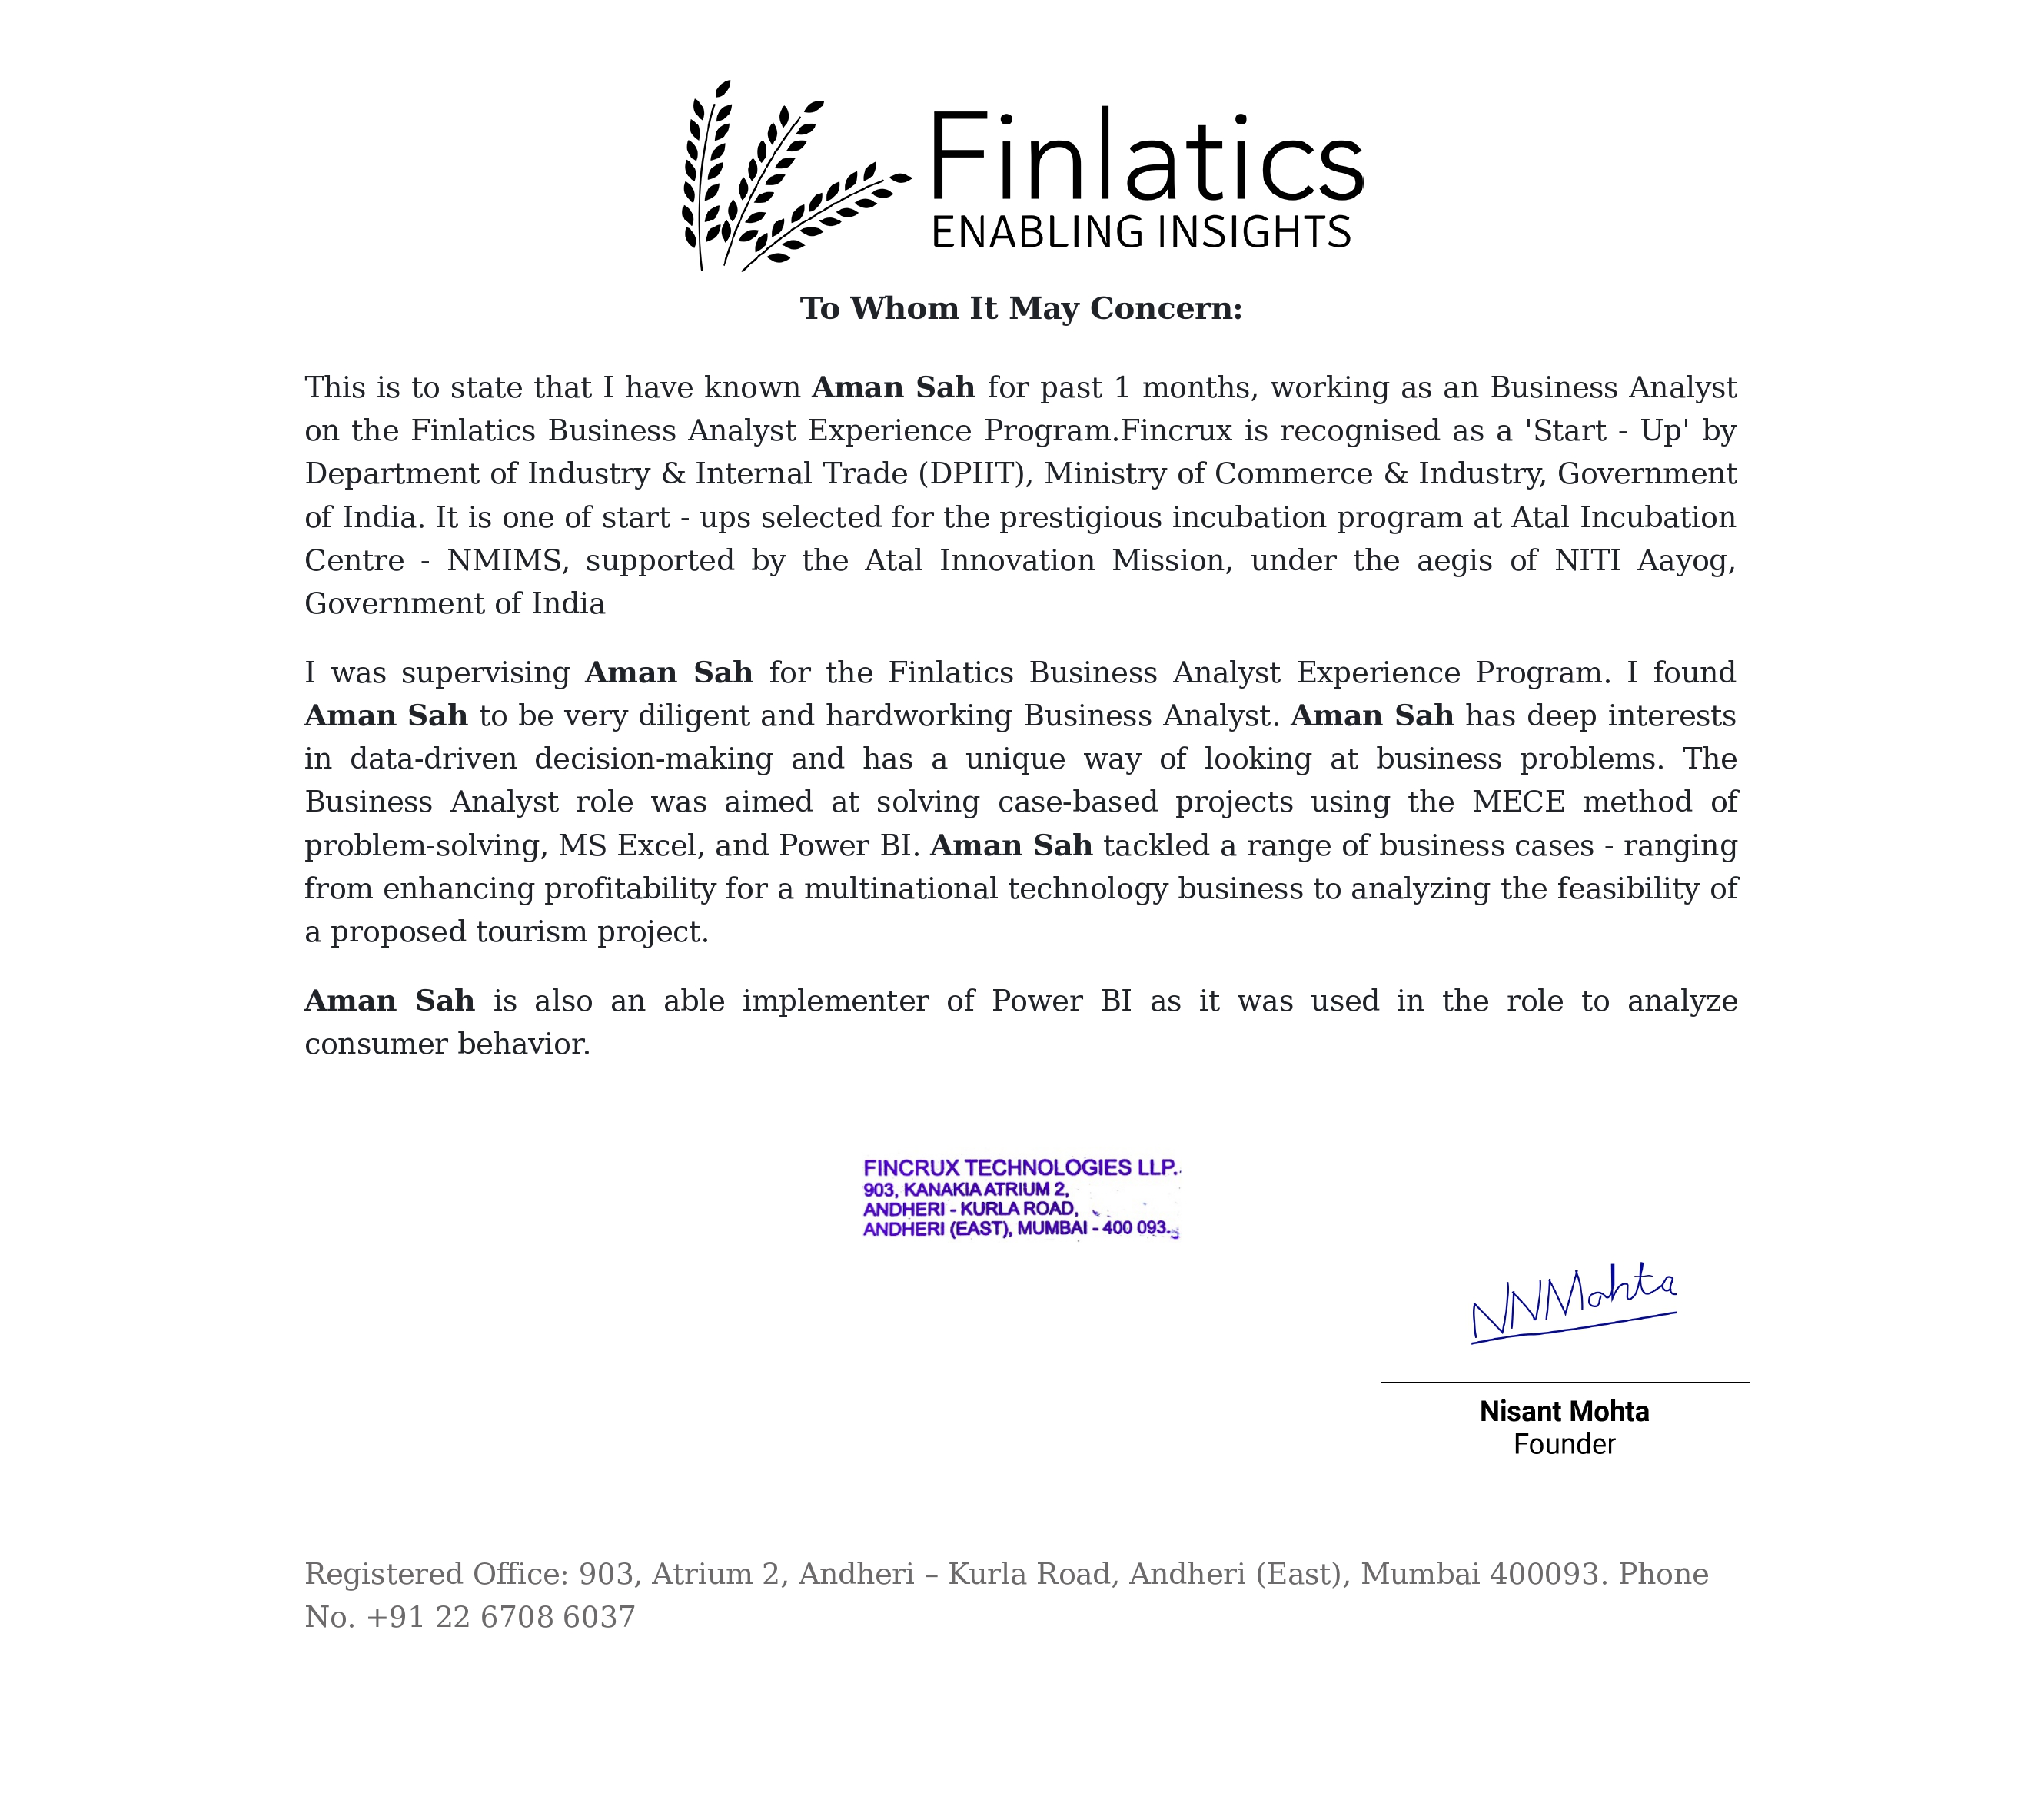 Finlatics
ENABLING INSIGHTS
To Whom It May Concern:
This is to state that I have known Aman Sah for past 1 months, working as an Business Analyst
on the Finlatics Business Analyst Experience Program.Fincrux is recognised as a 'Start - Up' by
Department of Industry & Internal Trade (DPIIT), Ministry of Commerce & Industry, Government
of India. It is one of start - ups selected for the prestigious incubation program at Atal Incubation
Centre - NMIMS, supported by the Atal Innovation Mission, under the aegis of NITI Aayog,
Government of India
I was supervising Aman Sah for the Finlatics Business Analyst Experience Program. I found
Aman Sah to be very diligent and hardworking Business Analyst. Aman Sah has deep interests
in data-driven decision-making and has a unique way of looking at business problems. The
Business Analyst role was aimed at solving case-based projects using the MECE method of
problem-solving, MS Excel, and Power BI. Aman Sah tackled a range of business cases - ranging
from enhancing profitability for a multinational technology business to analyzing the feasibility of
a proposed tourism project.
Aman Sah is also an able implementer of Power BI as it was used in the role to analyze
consumer behavior.
FINCRUX TECHNOLOGIES LLP.
903, KANAKIA ATRIUM 2,
ANDHERI - KURLA ROAD,
ANDHERI (EAST), MUMBAI - 400 093.
NNMohta
Nisant Mohta
Founder
Registered Office: 903, Atrium 2, Andheri – Kurla Road, Andheri (East), Mumbai 400093. Phone
No. +91 22 6708 6037